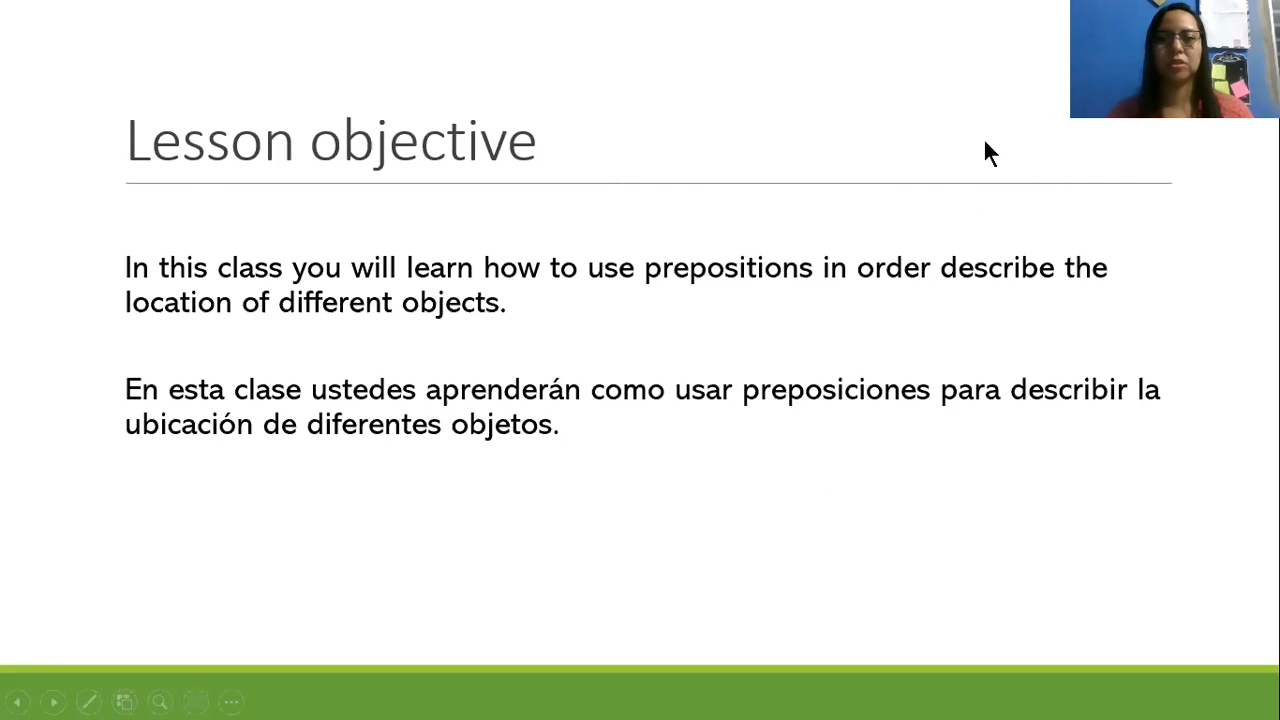 Lesson objective
In this class you will learn how to use prepositions in order describe the
location of different objects.
En esta clase ustedes aprenderán como usar preposiciones para describir la
ubicación de diferentes objetos.